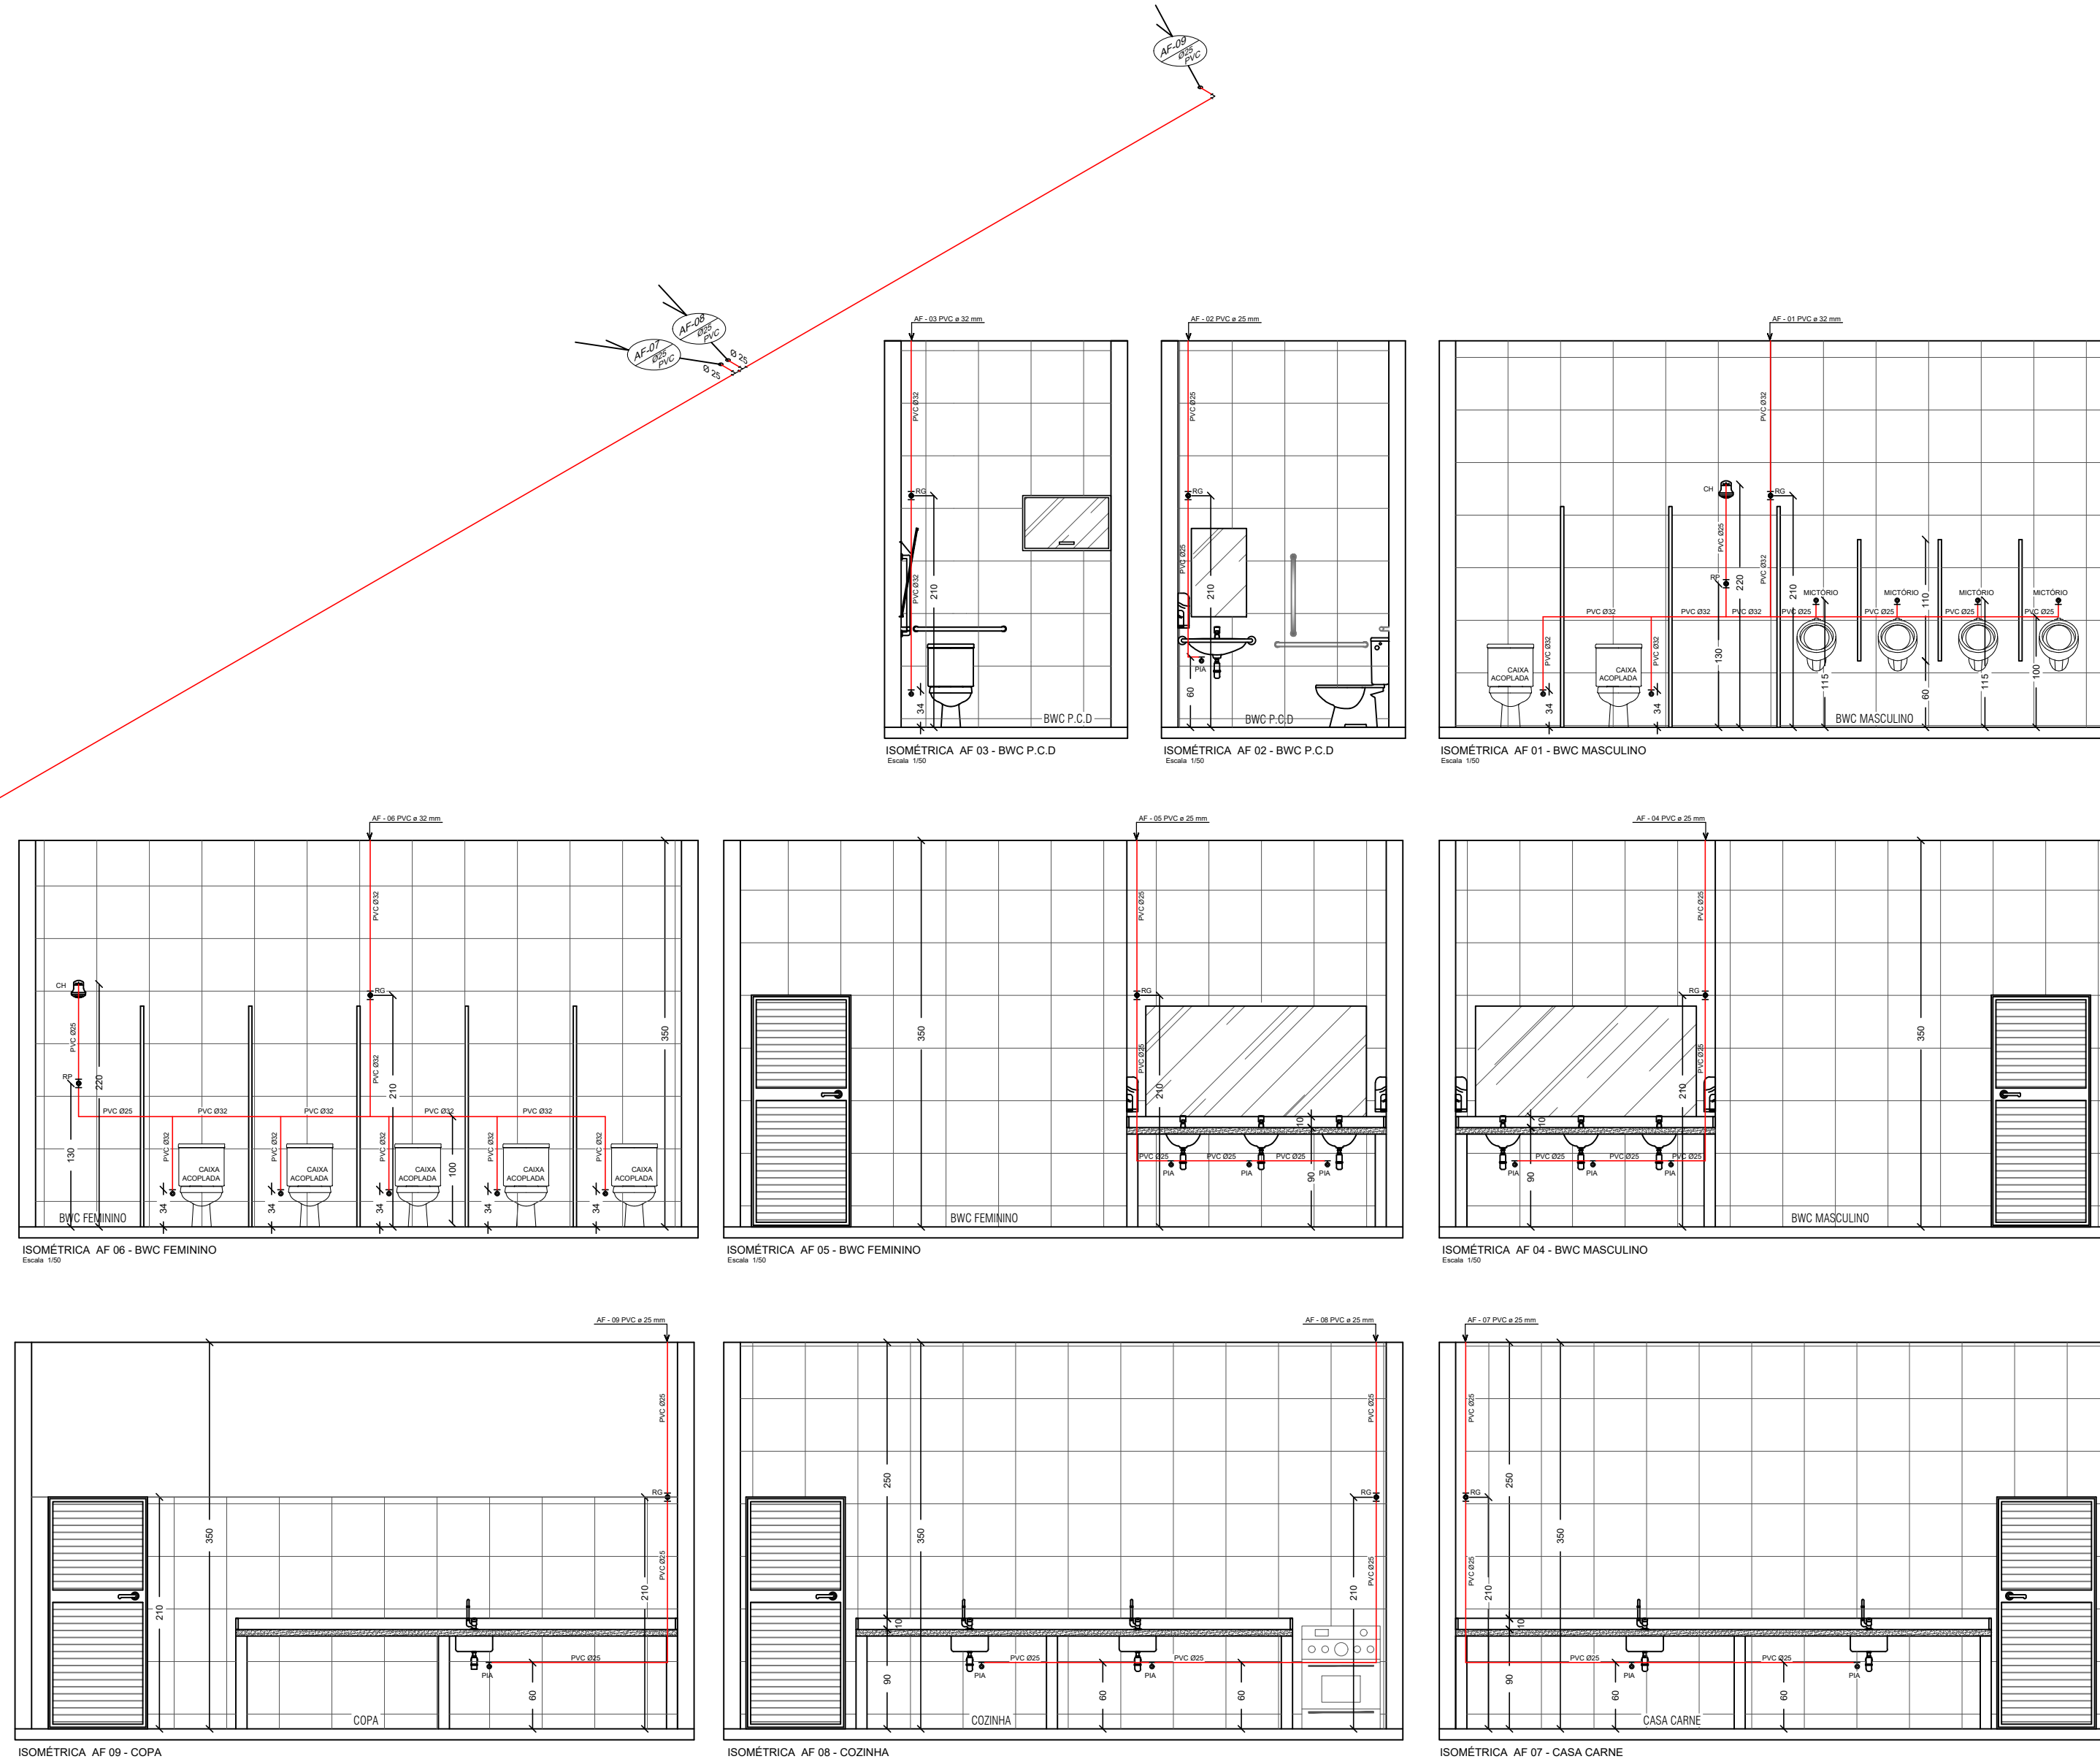 AF-09
Ø25
PVC
AF-08
Ø25
PVC
AF-07
Ø25
PVC
Ø 25
Ø 25
AF - 03 PVC ø 32 mm
PVC Ø32
RG
PVC Ø32
210
34
BWC P.C.D
ISOMÉTRICA AF 03 - BWC P.C.D
Escala 1/50
AF - 02 PVC ø 25 mm
PVC Ø25
RG
PVC Ø25
210
PIA
60
BWC P.C.D
ISOMÉTRICA AF 02 - BWC P.C.D
Escala 1/50
AF - 01 PVC ø 32 mm
PVC Ø32
CH
RG
PVC Ø25
PVC Ø32
RP
220
210
MICTÓRIO
MICTÓRIO
MICTÓRIO
MICTÓRIO
110
PVC Ø32
PVC Ø32
PVC Ø32
PVC Ø25
PVC Ø25
PVC Ø25
PVC Ø25
PVC Ø32
PVC Ø32
130
CAIXA
ACOPLADA
CAIXA
ACOPLADA
115
60
115
100
34
34
BWC MASCULINO
ISOMÉTRICA AF 01 - BWC MASCULINO
Escala 1/50
AF - 06 PVC ø 32 mm
PVC Ø32
CH
RG
350
PVC Ø25
PVC Ø32
RP
220
210
PVC Ø25
PVC Ø32
PVC Ø32
PVC Ø32
PVC Ø32
130
PVC Ø32
PVC Ø32
PVC Ø32
PVC Ø32
PVC Ø32
100
CAIXA
ACOPLADA
CAIXA
ACOPLADA
CAIXA
ACOPLADA
CAIXA
ACOPLADA
CAIXA
ACOPLADA
34
34
34
34
34
BWC FEMININO
ISOMÉTRICA AF 06 - BWC FEMININO
Escala 1/50
AF - 05 PVC ø 25 mm
PVC Ø25
RG
350
PVC Ø25
210
10
PVC Ø25
PVC Ø25
PVC Ø25
PIA
PIA
PIA
90
BWC FEMININO
ISOMÉTRICA AF 05 - BWC FEMININO
Escala 1/50
AF - 04 PVC ø 25 mm
PVC Ø25
RG
350
PVC Ø25
210
10
PVC Ø25
PVC Ø25
PVC Ø25
PIA
PIA
PIA
90
BWC MASCULINO
ISOMÉTRICA AF 04 - BWC MASCULINO
Escala 1/50
AF - 09 PVC ø 25 mm
PVC Ø25
RG
350
PVC Ø25
210
210
PVC Ø25
PIA
60
COPA
ISOMÉTRICA AF 09 - COPA
AF - 08 PVC ø 25 mm
PVC Ø25
250
RG
350
PVC Ø25
210
10
PVC Ø25
PVC Ø25
PIA
PIA
90
60
60
COZINHA
ISOMÉTRICA AF 08 - COZINHA
AF - 07 PVC ø 25 mm
PVC Ø25
250
RG
350
PVC Ø25
210
10
PVC Ø25
PVC Ø25
PIA
PIA
90
60
60
CASA CARNE
ISOMÉTRICA AF 07 - CASA CARNE